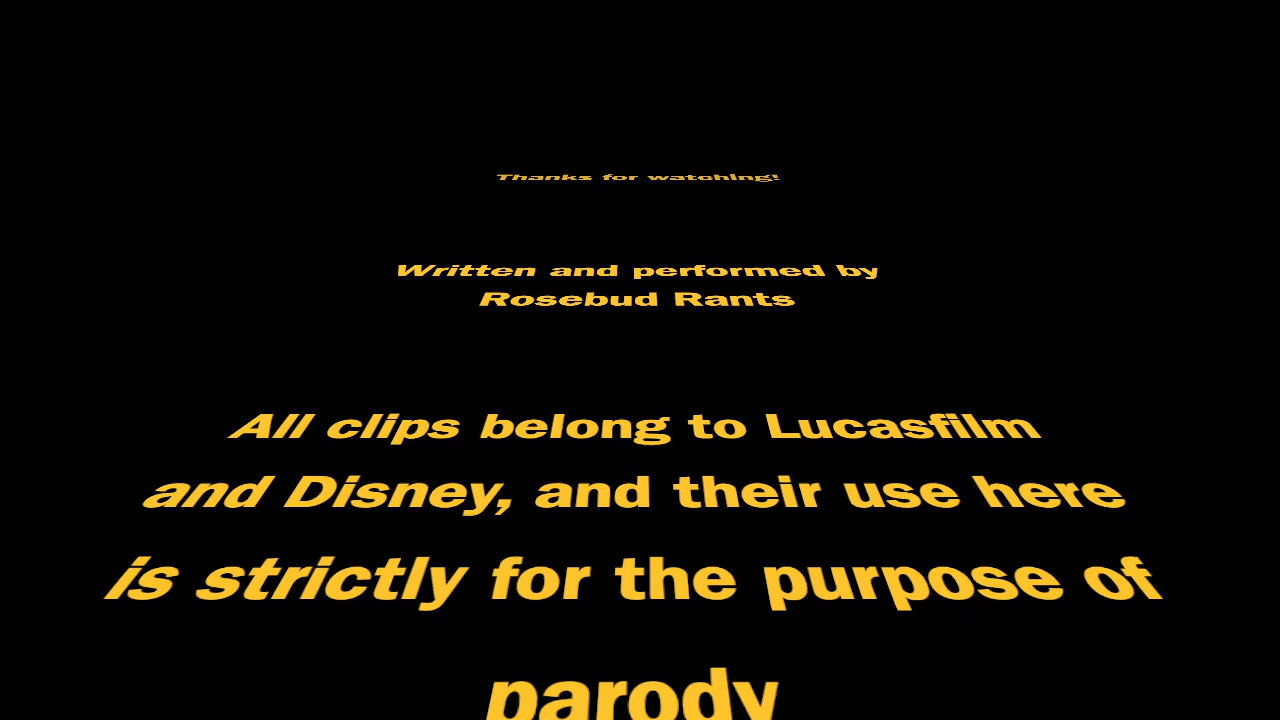 Thanks for watching!
Written and performed by
Rosebud Rants
All clips belong to Lucasfilm
and Disney, and their use here
is strictly for the purpose of
parody